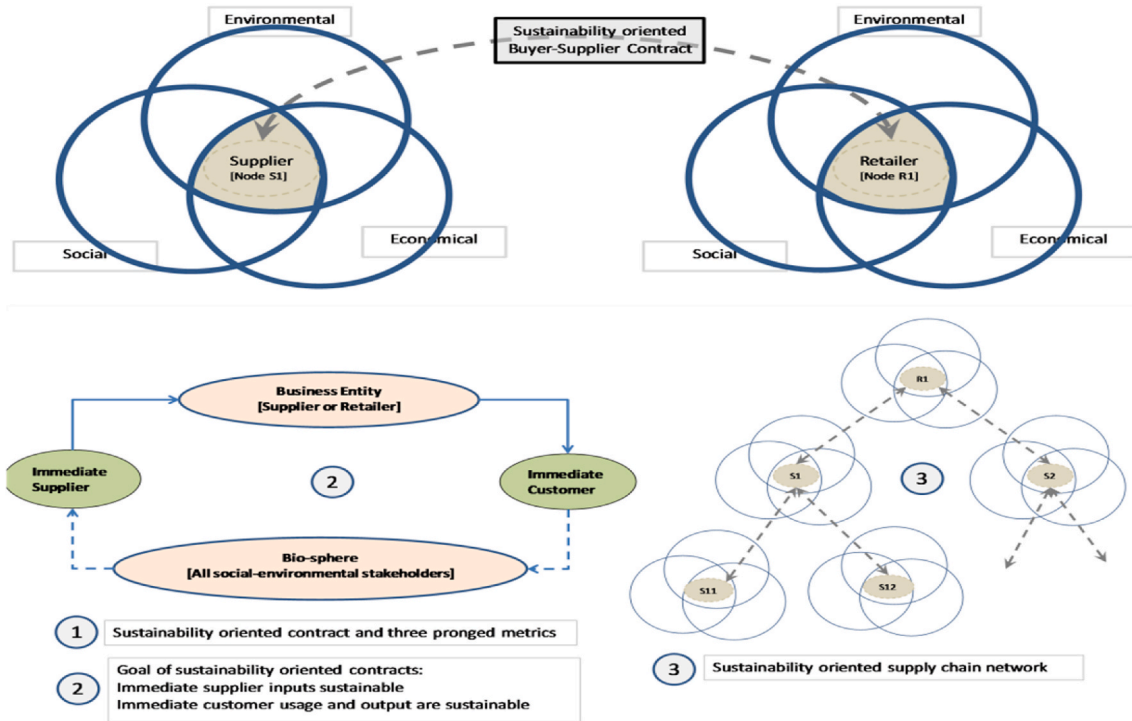 Environmental
Sustainability oriented
Buyer-Supplier Contract
Environmental
Supplier
[Node S1]
Retailer
[Node R1]
Social
Economical
Social
Economical
Business Entity
[Supplier or Retailer]
Immediate
Supplier
2
Immediate
Customer
Bio-sphere
[All social-environmental stakeholders]
R1
S1
3
S2
S11
S12
1
Sustainability oriented contract and three pronged metrics
2
Goal of sustainability oriented contracts:
Immediate supplier inputs sustainable
Immediate customer usage and output are sustainable
3
Sustainability oriented supply chain network